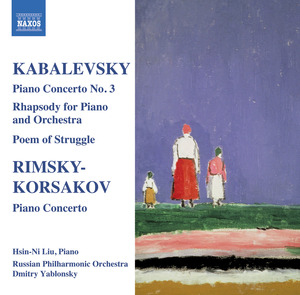 NAXOS
KABALEVSKY
Piano Concerto No. 3
Rhapsody for Piano
and Orchestra
Poem of Struggle
RIMSKY-
KORSAKOV
Piano Concerto
Hsin-Ni Liu, Piano
Russian Philharmonic Orchestra
Dmitry Yablonsky